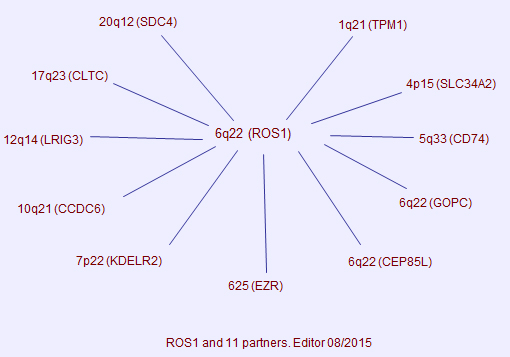 20q12 (SDC4)
1q21 (TPM1)
17q23 (CLTC)
4p15 (SLC34A2)
6q22 (ROS1)
12q14 (LRIG3)
5q33 (CD74)
10q21 (CCDC6)
6q22 (GOPC)
7p22 (KDELR2)
6q22 (CEP85L)
625 (EZR)
ROS1 and 11 partners. Editor 08/2015